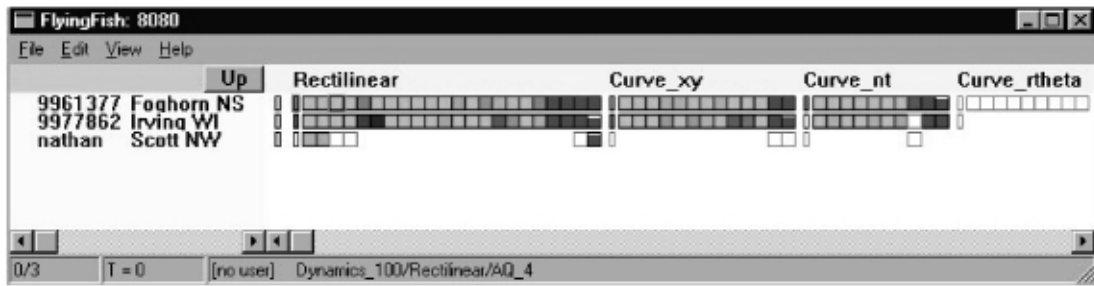 FlyingFish: 8080
File Edit View Help
Up Rectilinear Curve_xy Curve_nt Curve_rtheta
9961377 Foghorn NS
9977862 Irving WI
nathan Scott NW
0/3 T = 0 [no user] Dynamics_100/Rectilinear/AQ_4